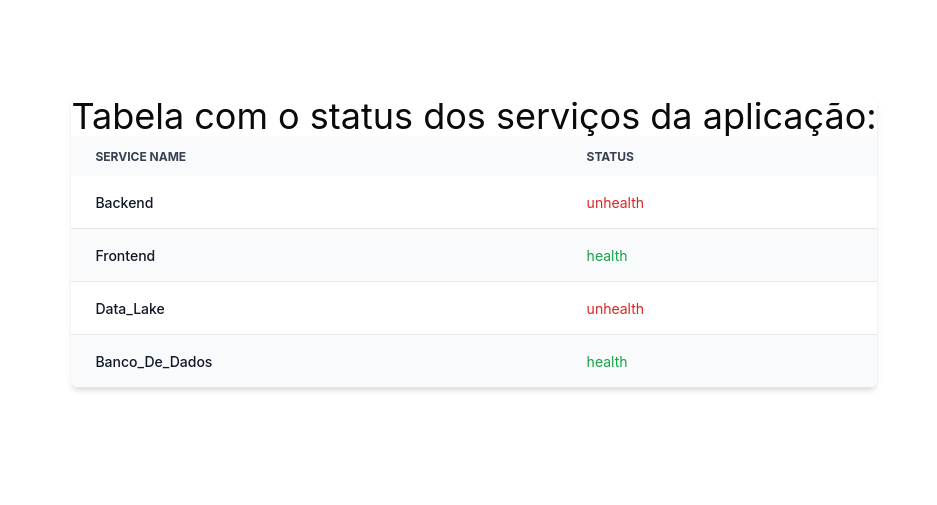 Tabela com o status dos serviços da aplicação:
SERVICE NAME STATUS
Backend unhealth
Frontend health
Data_Lake unhealth
Banco_De_Dados health